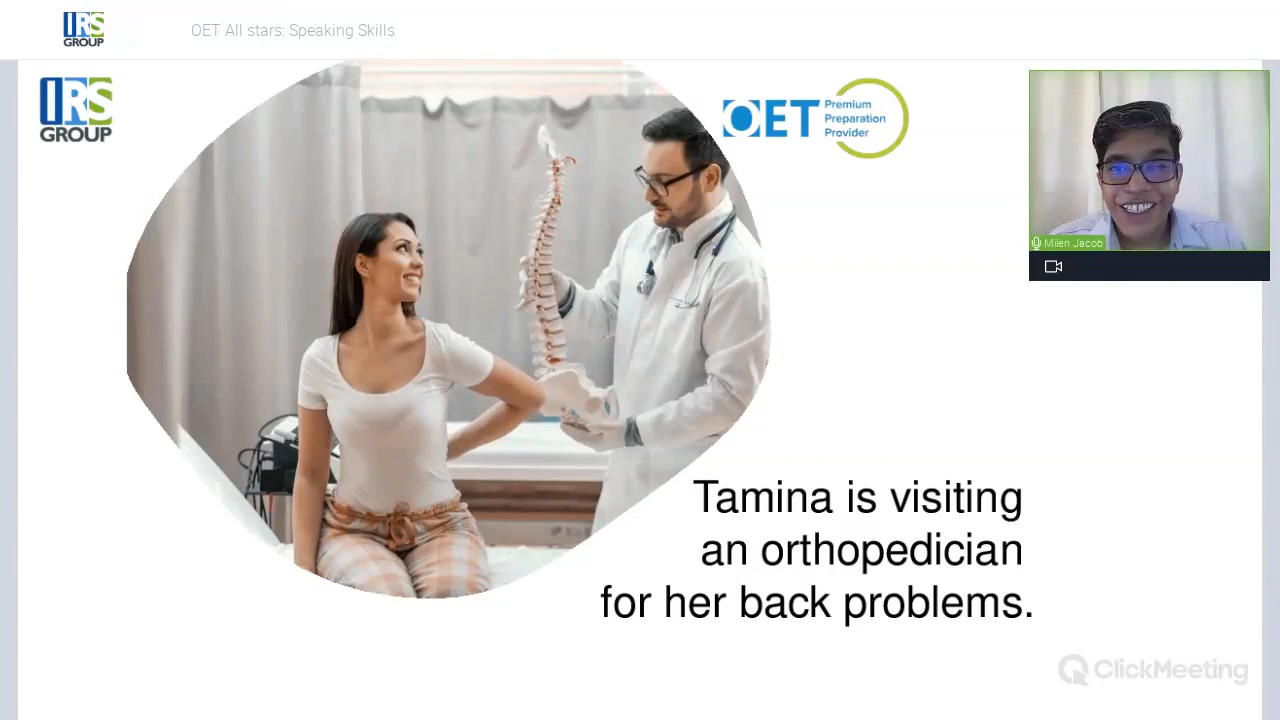 IRS
GROUP
OET All stars: Speaking Skills
IRS
GROUP
OET
Premium
Preparation
Provider
Milen Jacob
Tamina is visiting
an orthopedician
for her back problems.
ClickMeeting